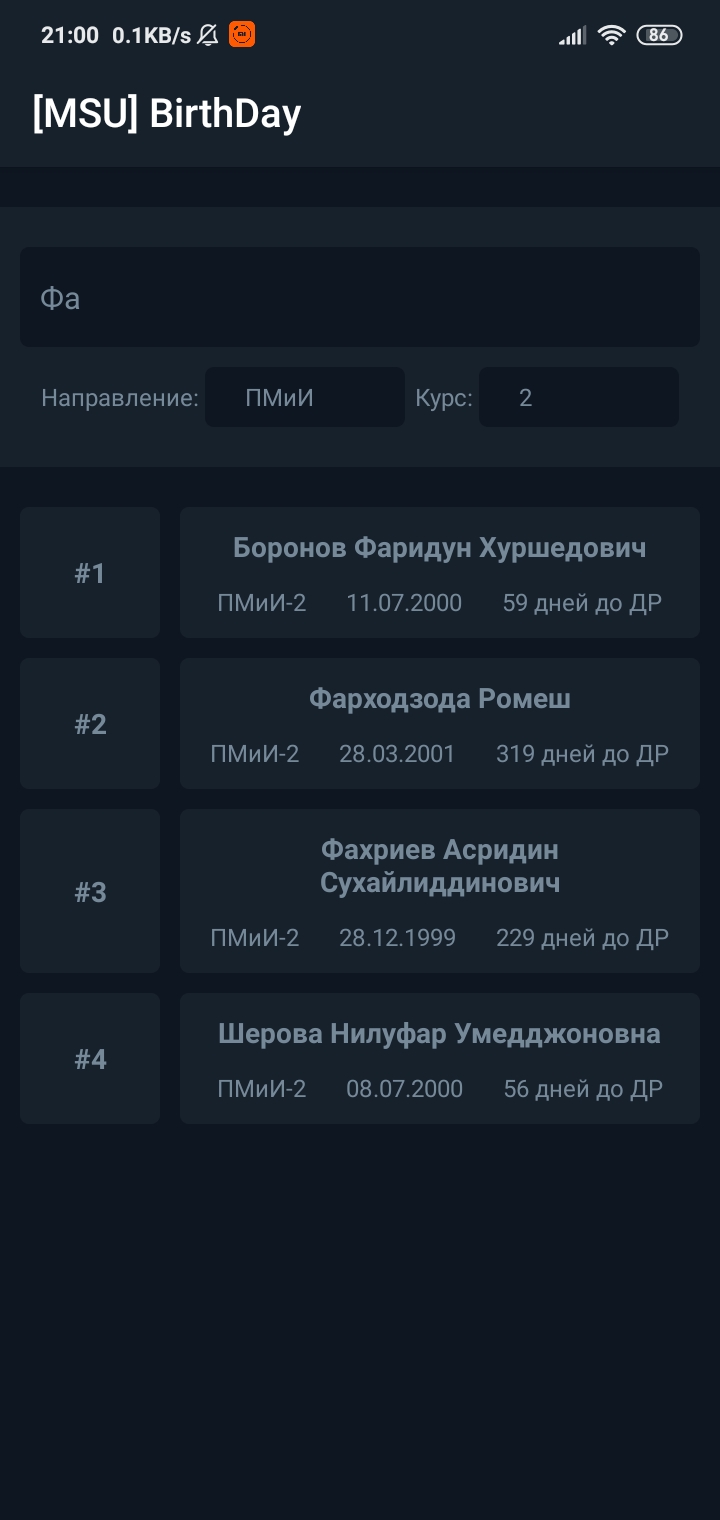 21:00 0.1KB/s 86
[MSU] BirthDay
Фа
Направление: ПМиИ Курс: 2
#1
Боронов Фаридун Хуршедович
ПМиИ-2 11.07.2000 59 дней до ДР
#2
Фарходзода Ромеш
ПМиИ-2 28.03.2001 319 дней до ДР
#3
Фахриев Асридин
Сухайлиддинович
ПМиИ-2 28.12.1999 229 дней до ДР
#4
Шерова Нилуфар Умедджоновна
ПМиИ-2 08.07.2000 56 дней до ДР